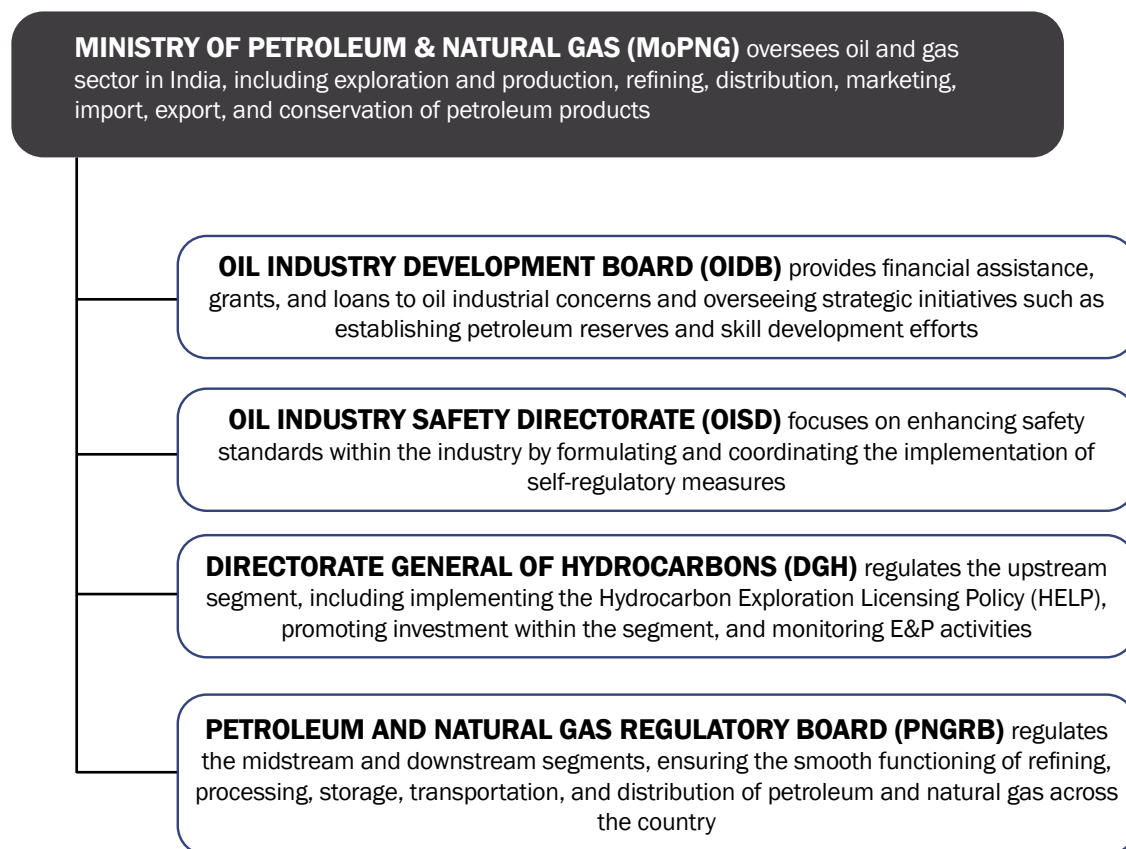 MINISTRY OF PETROLEUM & NATURAL GAS (MoPNG) oversees oil and gas
sector in India, including exploration and production, refining, distribution, marketing,
import, export, and conservation of petroleum products
OIL INDUSTRY DEVELOPMENT BOARD (OIDB) provides financial assistance,
grants, and loans to oil industrial concerns and overseeing strategic initiatives such as
establishing petroleum reserves and skill development efforts
OIL INDUSTRY SAFETY DIRECTORATE (OISD) focuses on enhancing safety
standards within the industry by formulating and coordinating the implementation of
self-regulatory measures
DIRECTORATE GENERAL OF HYDROCARBONS (DGH) regulates the upstream
segment, including implementing the Hydrocarbon Exploration Licensing Policy (HELP),
promoting investment within the segment, and monitoring E&P activities
PETROLEUM AND NATURAL GAS REGULATORY BOARD (PNGRB) regulates
the midstream and downstream segments, ensuring the smooth functioning of refining,
processing, storage, transportation, and distribution of petroleum and natural gas across
the country